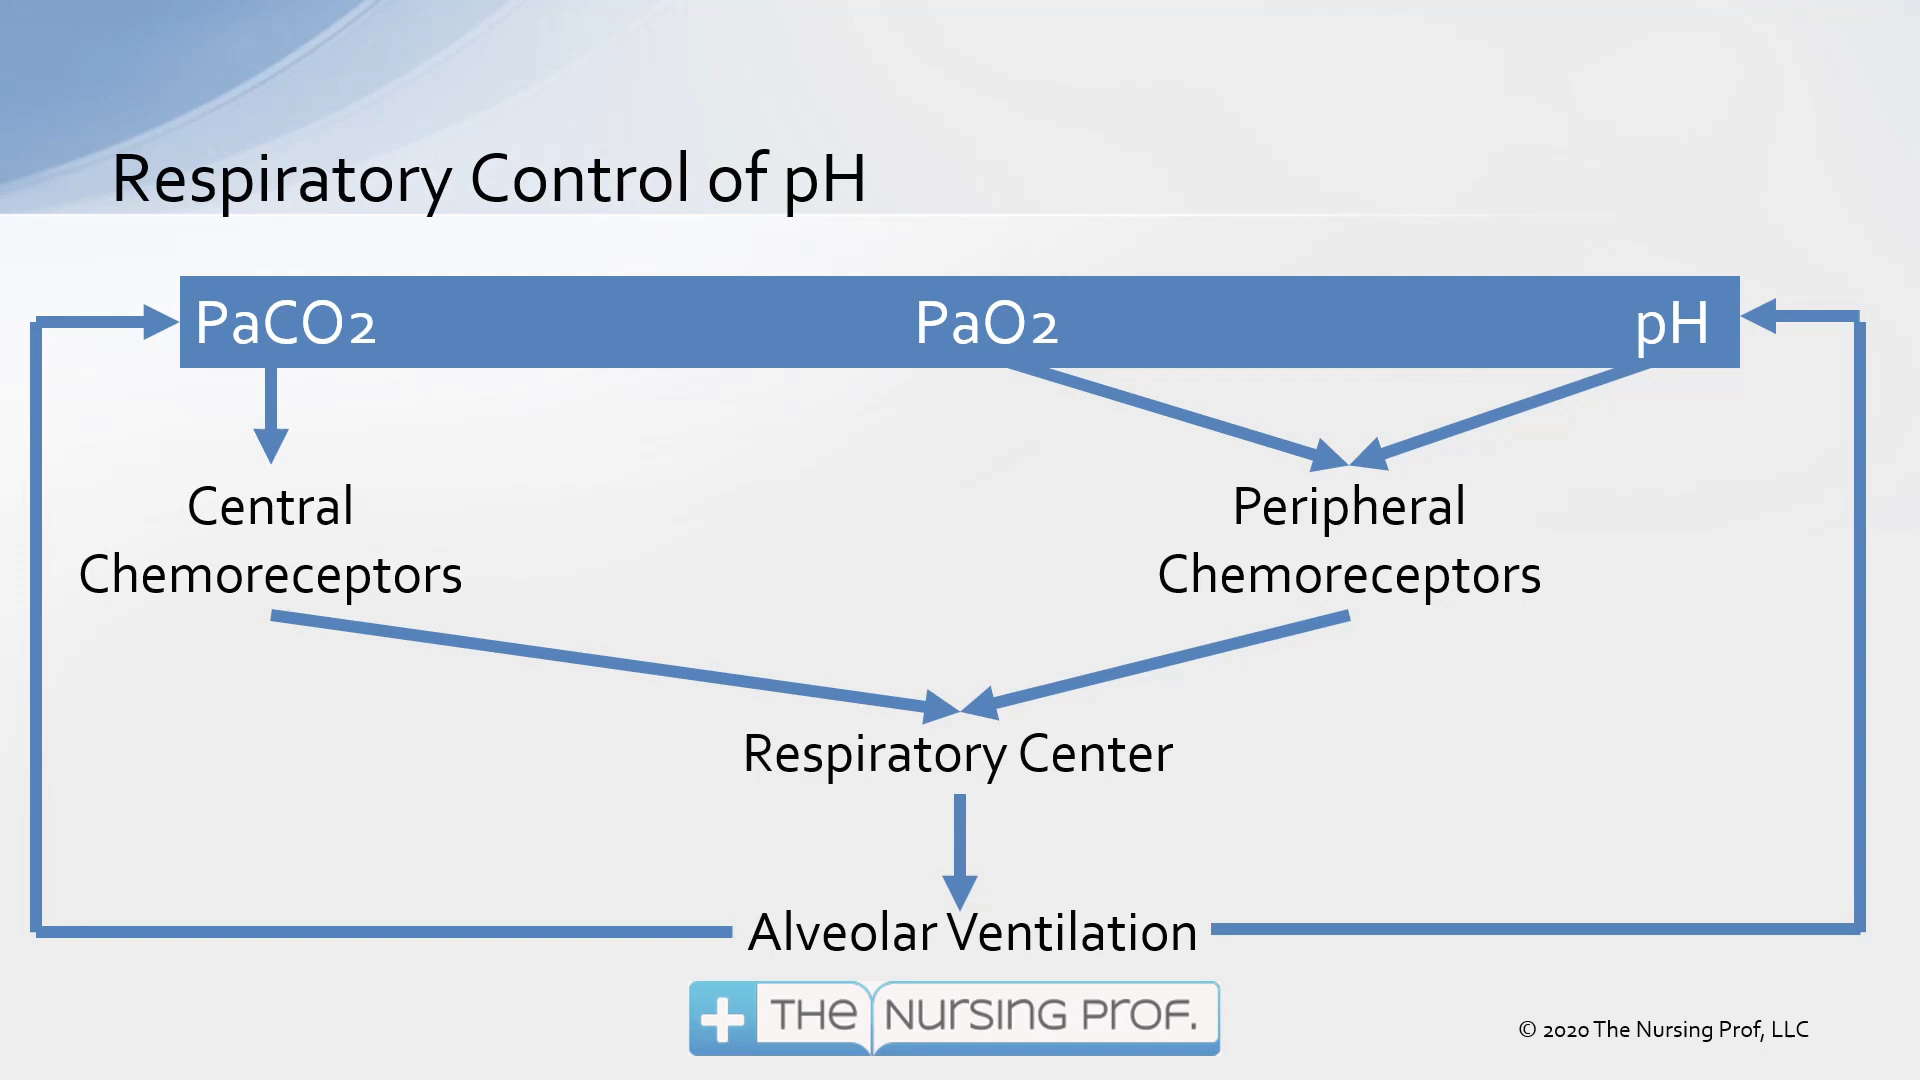 Respiratory Control of pH
PaCO2 PaO2 pH
Central
Chemoreceptors
Peripheral
Chemoreceptors
Respiratory Center
Alveolar Ventilation
THE NURSING PROF.
© 2020 The Nursing Prof, LLC